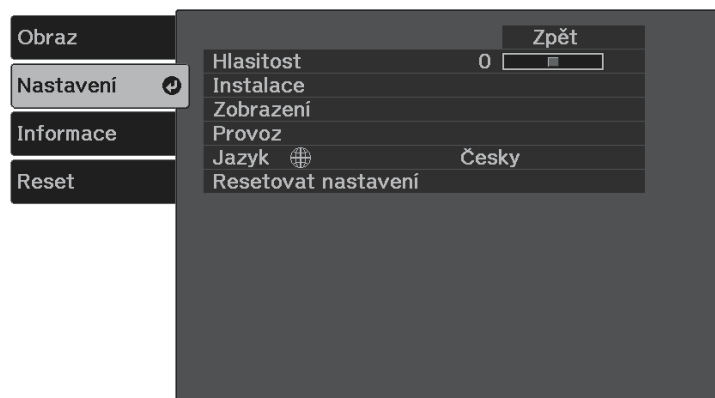 Obraz
Nastavení
Informace
Reset
Zpět
Hlasitost 0
Instalace
Zobrazení
Provoz
Jazyk Česky
Resetovat nastavení